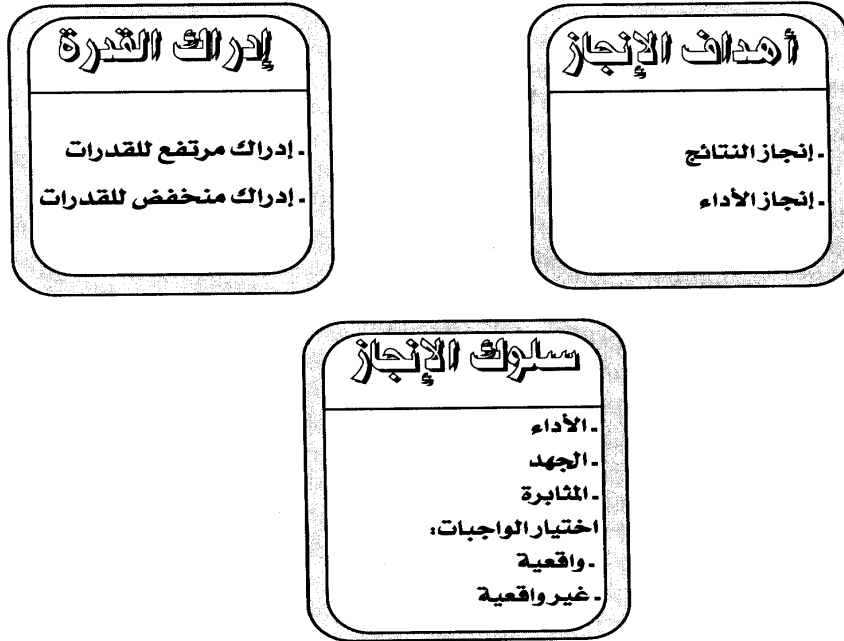 أهداف الإنجاز
- إنجاز النتائج
- إنجاز الأداء
إدراك القدرة
- إدراك مرتفع للقدرات
- إدراك منخفض للقدرات
سلوك الإنجاز
- الأداء
- الجهد
- المثابرة
اختيار الواجبات:
- واقعية
- غير واقعية